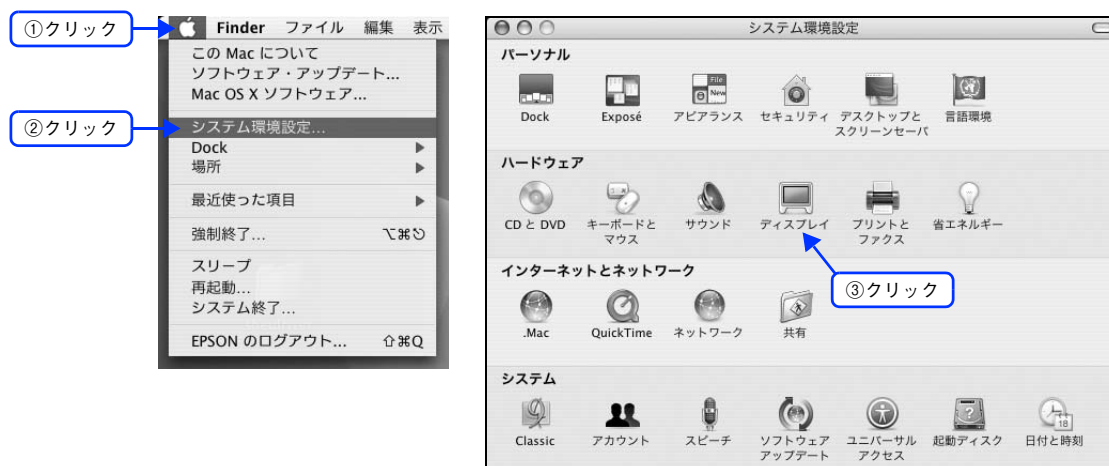 ①クリック
Finder ファイル 編集 表示
この Mac について
ソフトウェア・アップデート...
Mac OS X ソフトウェア...
②クリック
システム環境設定...
Dock
場所
最近使った項目
強制終了... ⌥⌘⎋
スリープ
再起動...
システム終了...
EPSON のログアウト... ⇧⌘Q
システム環境設定
パーソナル
File
New
Dock Exposé アピアランス セキュリティ デスクトップと 言語環境
スクリーンセーバ
ハードウェア
CD と DVD キーボードと サウンド ディスプレイ プリントと 省エネルギー
マウス ファクス
③クリック
インターネットとネットワーク
.Mac QuickTime ネットワーク 共有
システム
18
Classic アカウント スピーチ ソフトウェア ユニバーサル 起動ディスク 日付と時刻
アップデート アクセス